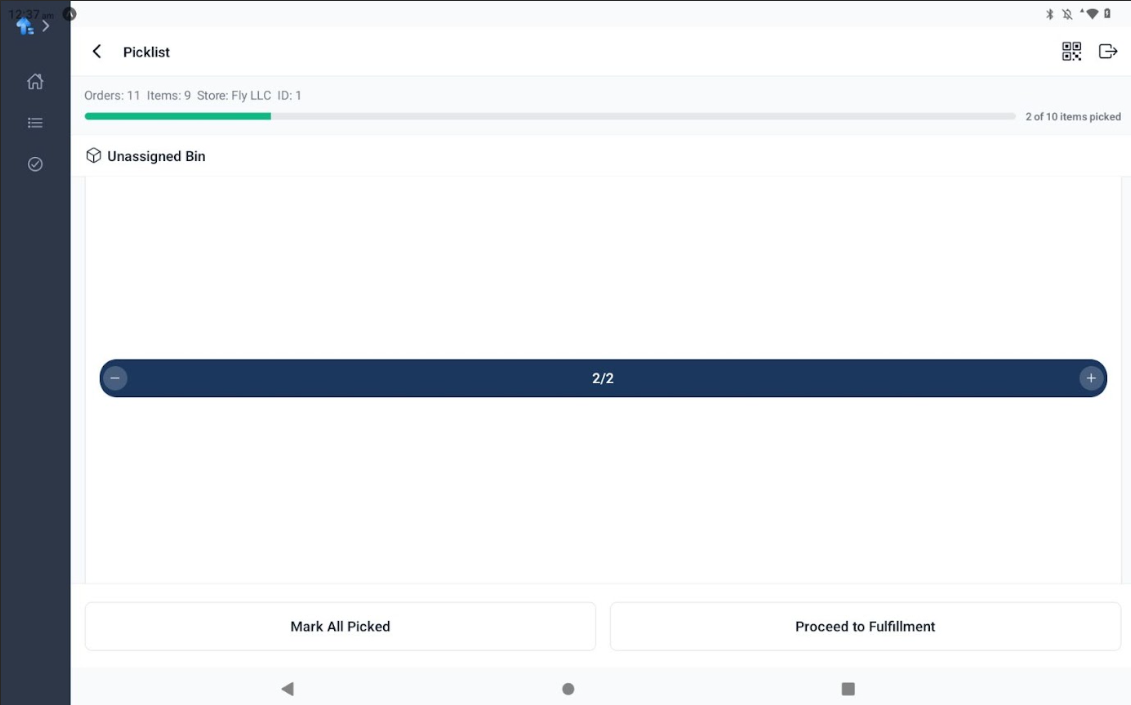 12:37 am
Picklist
Orders: 11 Items: 9 Store: Fly LLC ID: 1
2 of 10 items picked
Unassigned Bin
2/2
Mark All Picked
Proceed to Fulfillment